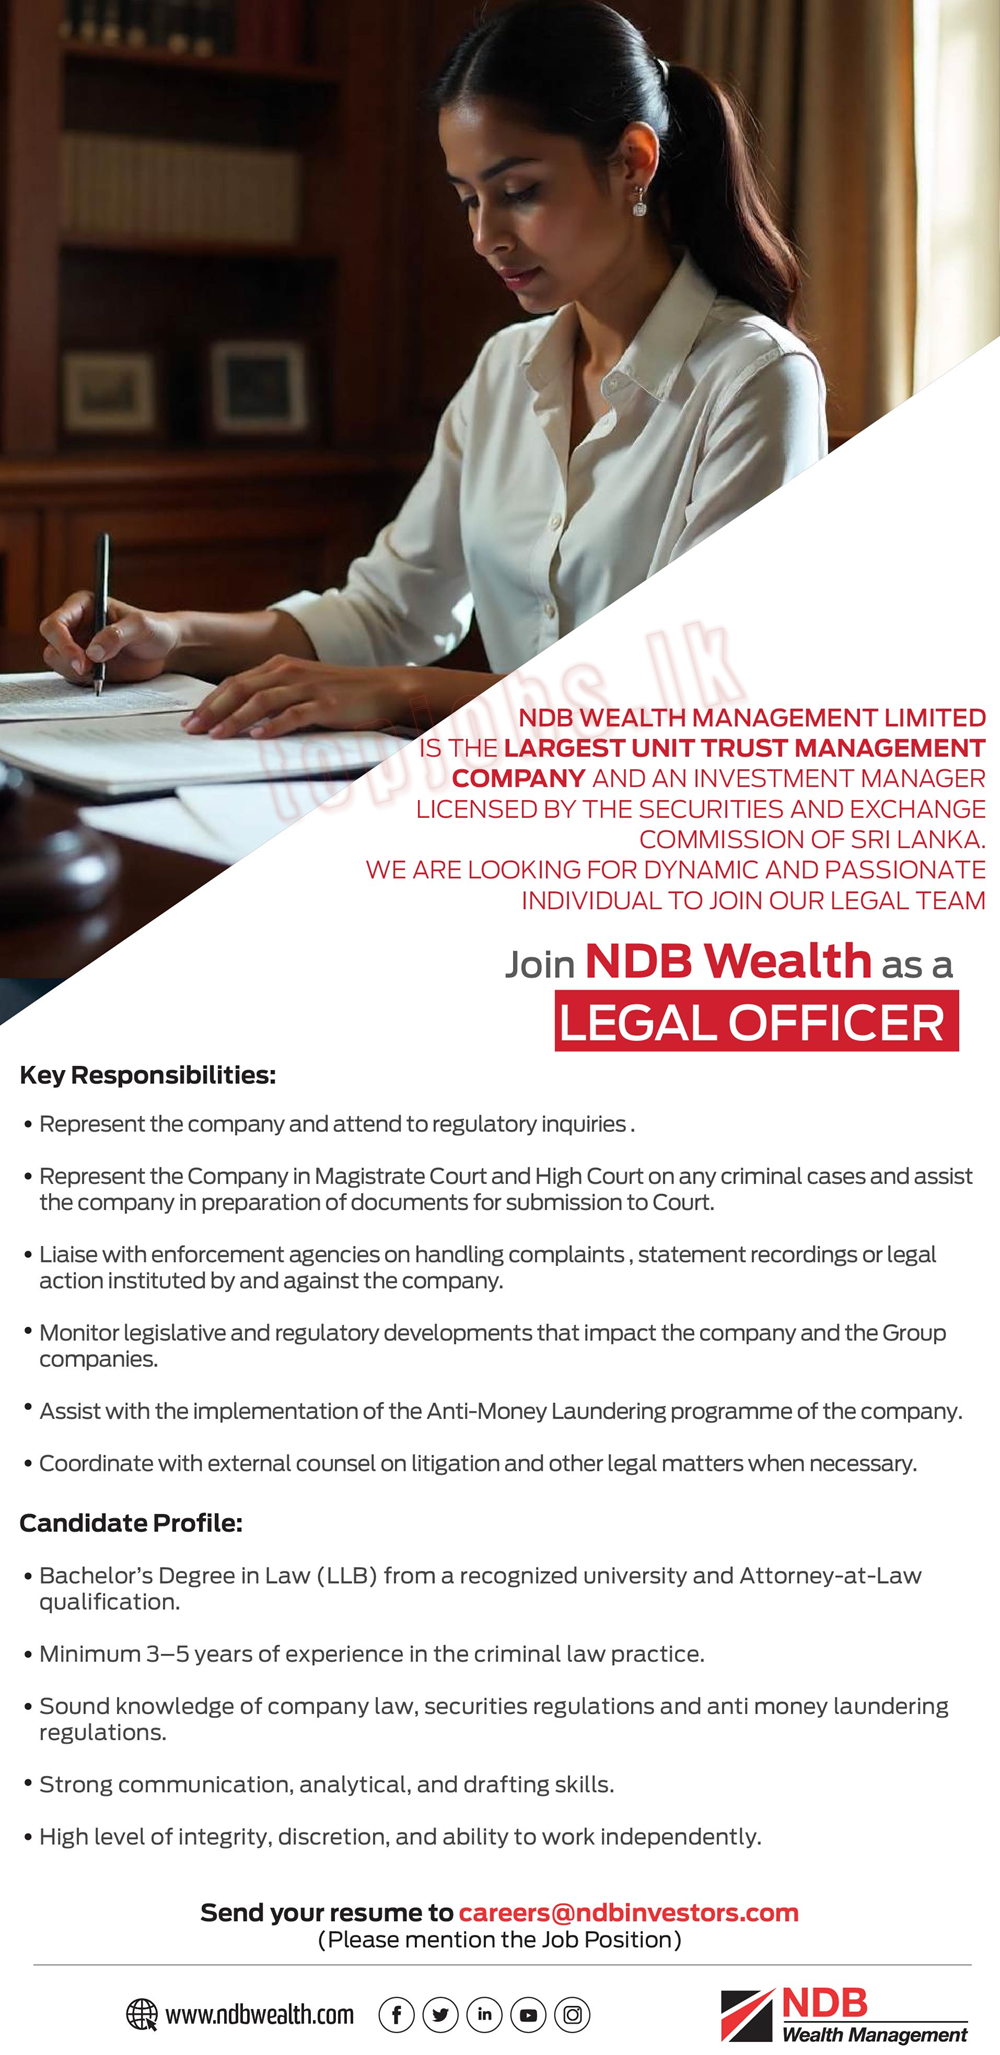 topjobs.lk
NDB WEALTH MANAGEMENT LIMITED
IS THE LARGEST UNIT TRUST MANAGEMENT
COMPANY AND AN INVESTMENT MANAGER
LICENSED BY THE SECURITIES AND EXCHANGE
COMMISSION OF SRI LANKA.
WE ARE LOOKING FOR DYNAMIC AND PASSIONATE
INDIVIDUAL TO JOIN OUR LEGAL TEAM
Join NDB Wealth as a
LEGAL OFFICER
Key Responsibilities:
• Represent the company and attend to regulatory inquiries .
• Represent the Company in Magistrate Court and High Court on any criminal cases and assist
the company in preparation of documents for submission to Court.
• Liaise with enforcement agencies on handling complaints , statement recordings or legal
action instituted by and against the company.
• Monitor legislative and regulatory developments that impact the company and the Group
companies.
• Assist with the implementation of the Anti-Money Laundering programme of the company.
• Coordinate with external counsel on litigation and other legal matters when necessary.
Candidate Profile:
• Bachelor’s Degree in Law (LLB) from a recognized university and Attorney-at-Law
qualification.
• Minimum 3–5 years of experience in the criminal law practice.
• Sound knowledge of company law, securities regulations and anti money laundering
regulations.
• Strong communication, analytical, and drafting skills.
• High level of integrity, discretion, and ability to work independently.
Send your resume to careers@ndbinvestors.com
(Please mention the Job Position)
www.ndbwealth.com
NDB
Wealth Management